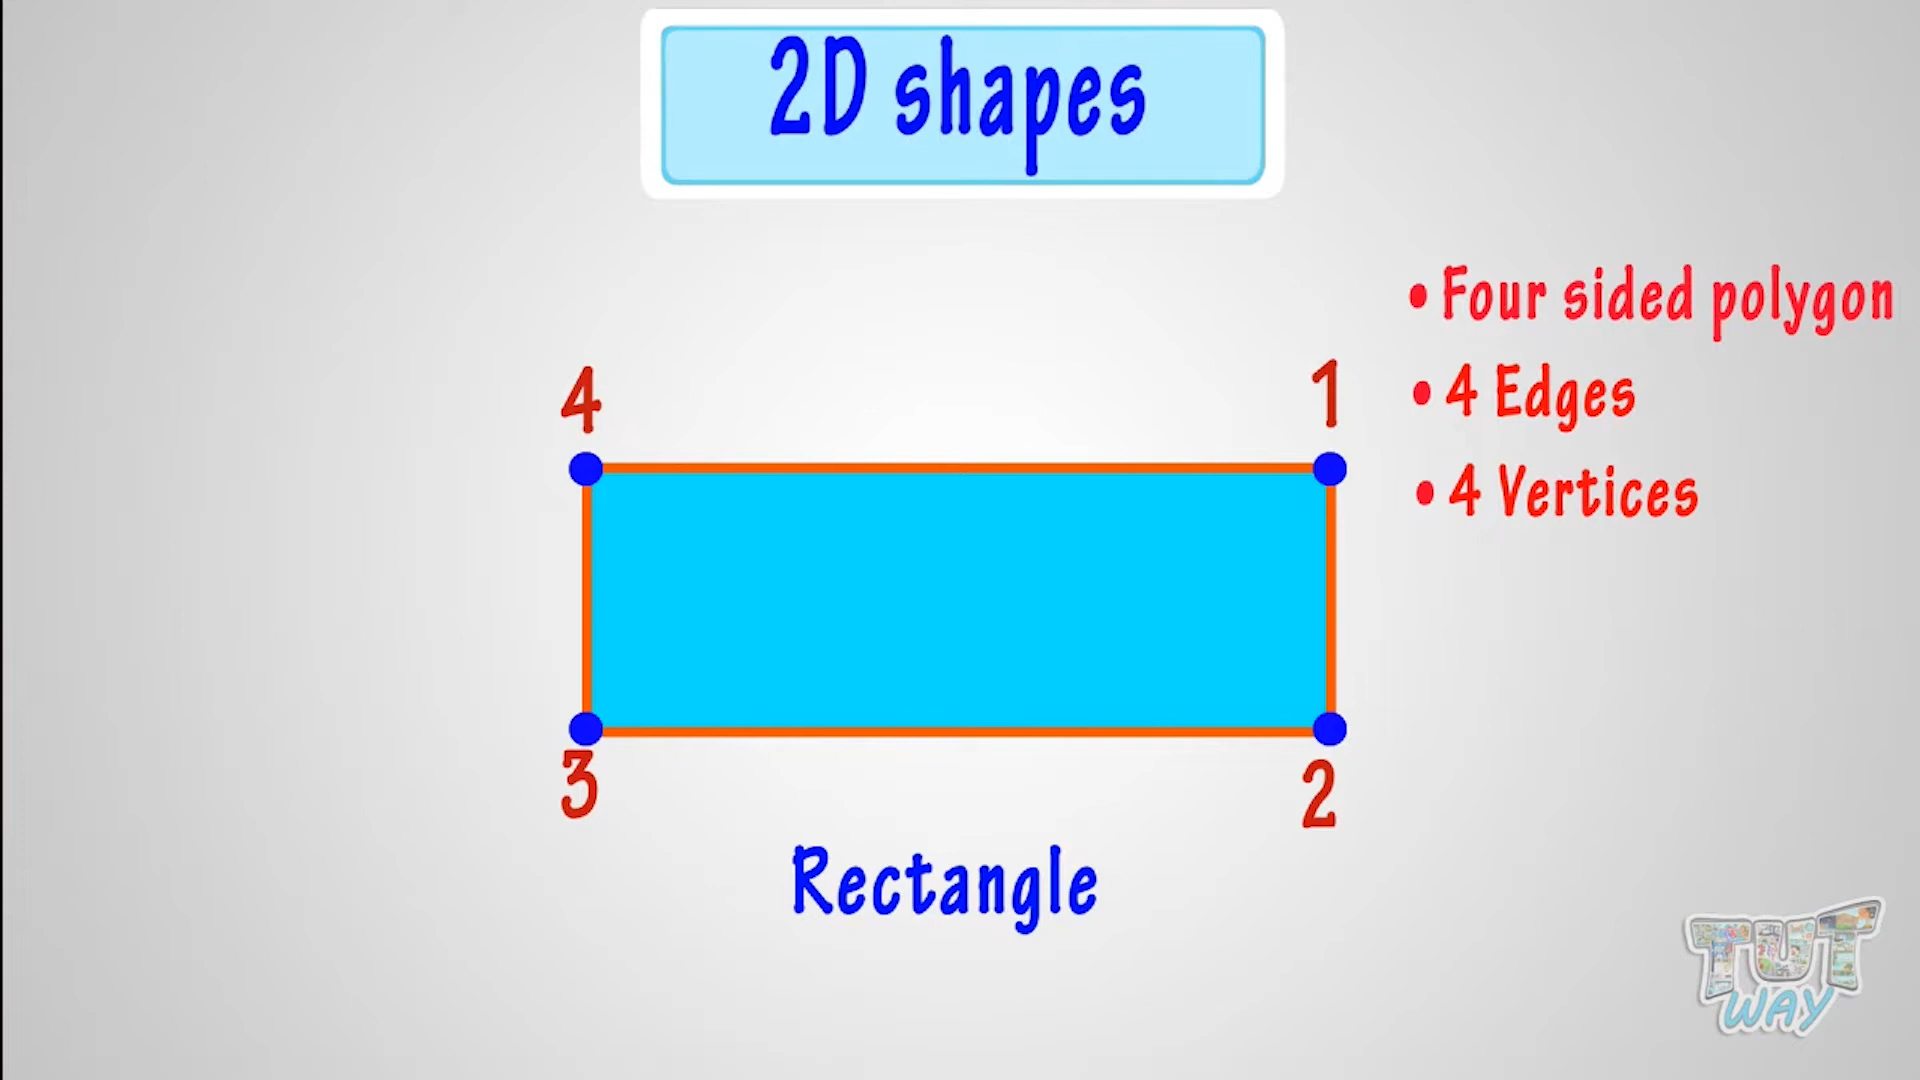 2D shapes
• Four sided polygon
• 4 Edges
• 4 Vertices
4
1
3
2
Rectangle
TUT
WAY